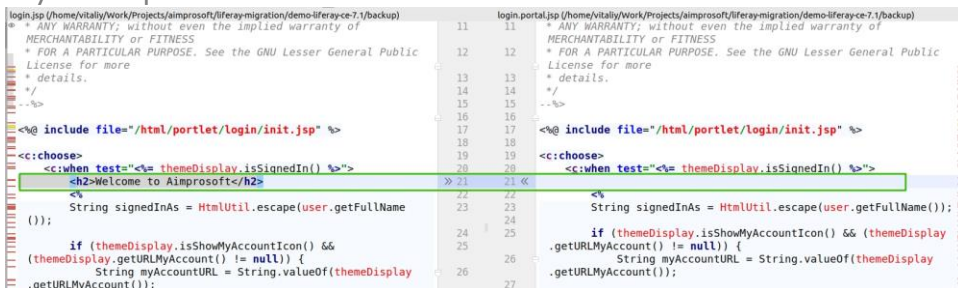 login.jsp (/home/vitaliy/Work/Projects/aimprosoft/liferay-migration/demo-liferay-ce-7.1/backup)
* ANY WARRANTY; without even the implied warranty of
MERCHANTABILITY or FITNESS
* FOR A PARTICULAR PURPOSE. See the GNU Lesser General Public
License for more
* details.
*/
--%>
<%@ include file="/html/portlet/login/init.jsp" %>
<c:choose>
<c:when test="<%= themeDisplay.isSignedIn() %>">
<h2>Welcome to Aimprosoft</h2>
<%
String signedInAs = HtmlUtil.escape(user.getFullName
());
if (themeDisplay.isShowMyAccountIcon() &&
(themeDisplay.getURLMyAccount() != null)) {
String myAccountURL = String.valueOf(themeDisplay
.getURLMyAccount());
11
12
13
14
15
16
17
18
19
20
» 21
22
23
24
25
26
11
12
13
14
15
16
17
18
19
20
21 «
22
23
24
25
26
27
login.portal.jsp (/home/vitaliy/Work/Projects/aimprosoft/liferay-migration/demo-liferay-ce-7.1/backup)
* ANY WARRANTY; without even the implied warranty of
MERCHANTABILITY or FITNESS
* FOR A PARTICULAR PURPOSE. See the GNU Lesser General Public
License for more
* details.
*/
--%>
<%@ include file="/html/portlet/login/init.jsp" %>
<c:choose>
<c:when test="<%= themeDisplay.isSignedIn() %>">
<%
String signedInAs = HtmlUtil.escape(user.getFullName());
if (themeDisplay.isShowMyAccountIcon() && (themeDisplay
.getURLMyAccount() != null)) {
String myAccountURL = String.valueOf(themeDisplay
.getURLMyAccount());